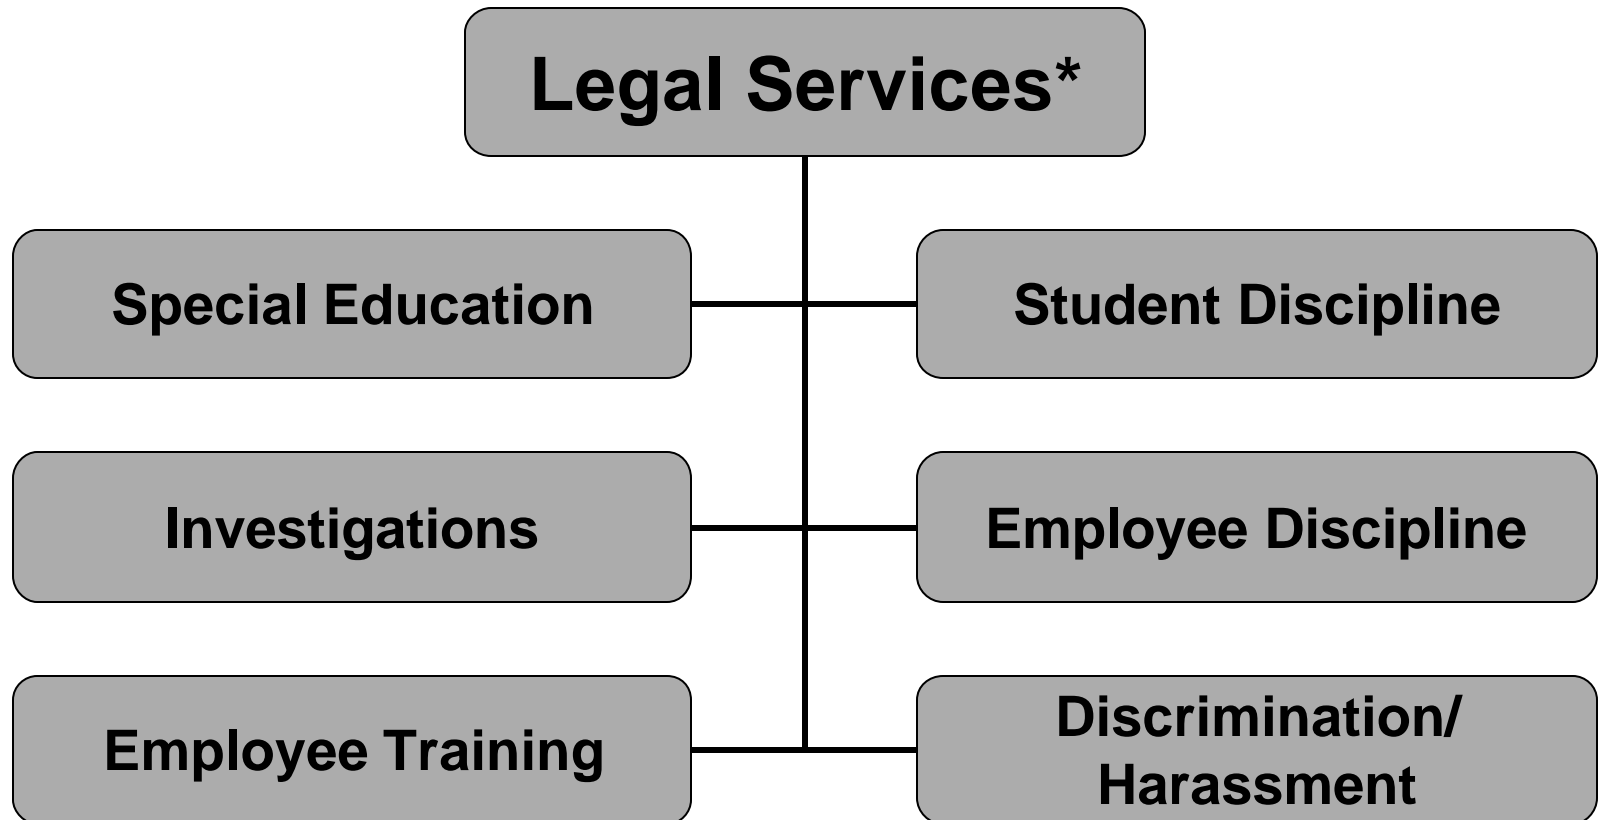 Legal Services*
Special Education
Student Discipline
Investigations
Employee Discipline
Employee Training
Discrimination/
Harassment